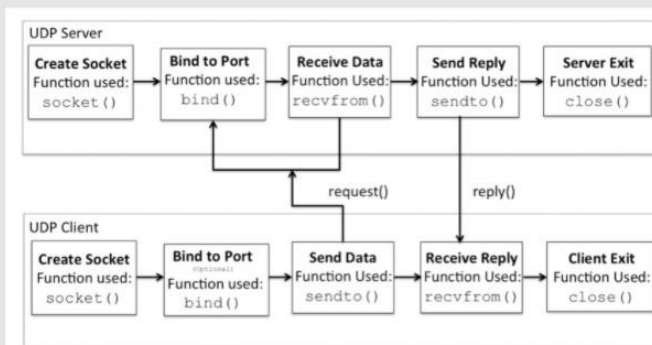 UDP Server
Create Socket
Function used:
socket()
Bind to Port
Function used:
bind()
Receive Data
Function Used:
recvfrom()
Send Reply
Function Used:
sendto()
Server Exit
Function Used:
close()
request()
reply()
UDP Client
Create Socket
Function used:
socket()
Bind to Port
(Optional)
Function used:
bind()
Send Data
Function Used:
sendto()
Receive Reply
Function Used:
recvfrom()
Client Exit
Function Used:
close()